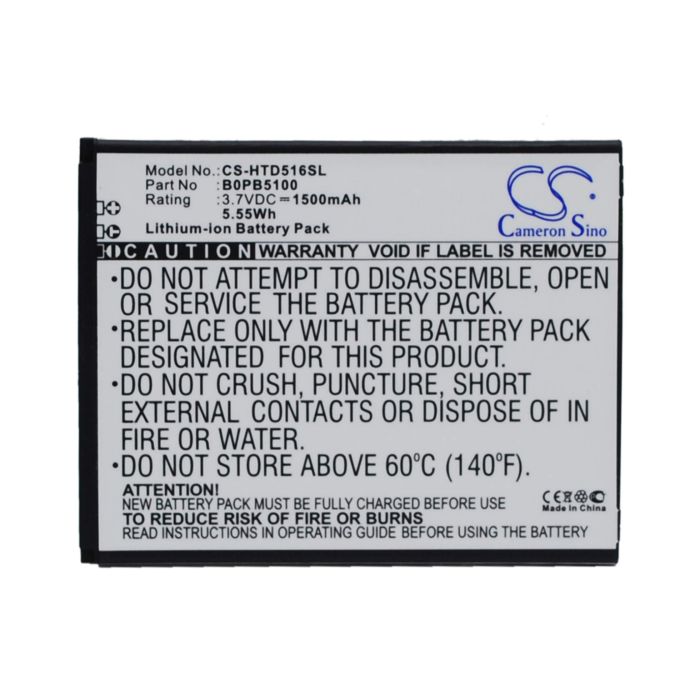 Model No.: CS-HTD516SL
Part No : B0PB5100
Rating : 3.7VDC⎓1500mAh
5.55Wh
Lithium-ion Battery Pack
CS
Cameron Sino
CAUTION WARRANTY VOID IF LABEL IS REMOVED
•DO NOT ATTEMPT TO DISASSEMBLE, OPEN
OR SERVICE THE BATTERY PACK.
•REPLACE ONLY WITH THE BATTERY PACK
DESIGNATED FOR THIS PRODUCT.
•DO NOT CRUSH, PUNCTURE, SHORT
EXTERNAL CONTACTS OR DISPOSE OF IN
FIRE OR WATER.
•DO NOT STORE ABOVE 60°C (140°F).
ATTENTION!
NEW BATTERY PACK MUST BE FULLY CHARGED BEFORE USING
TO REDUCE RISK OF FIRE OR INJURY
READ INSTRUCTIONS IN OPERATING GUIDE BEFORE USING THE BATTERY
CE
Made In China